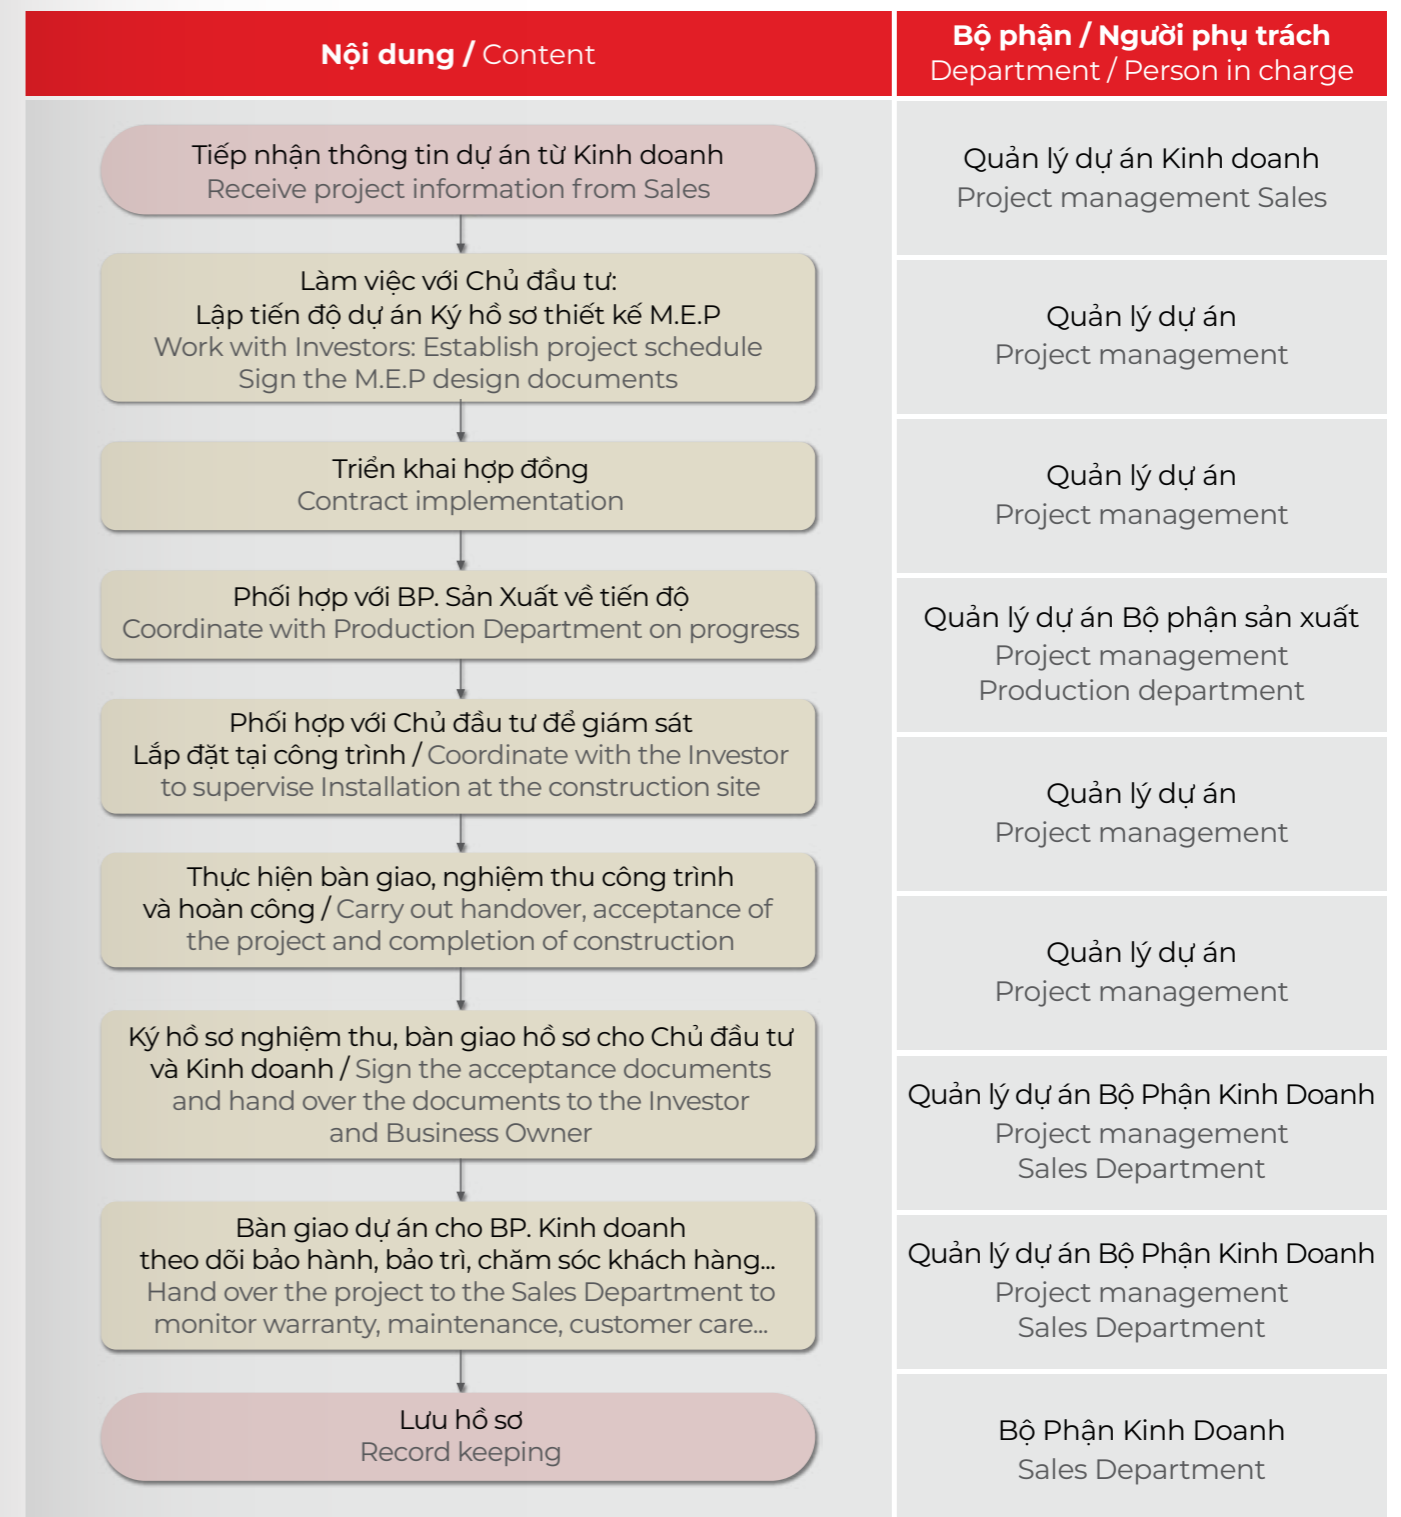 Nội dung / Content
Bộ phận / Người phụ trách
Department / Person in charge
Tiếp nhận thông tin dự án từ Kinh doanh
Receive project information from Sales
Quản lý dự án Kinh doanh
Project management Sales
Làm việc với Chủ đầu tư:
Lập tiến độ dự án Ký hồ sơ thiết kế M.E.P
Work with Investors: Establish project schedule
Sign the M.E.P design documents
Quản lý dự án
Project management
Triển khai hợp đồng
Contract implementation
Quản lý dự án
Project management
Phối hợp với BP. Sản Xuất về tiến độ
Coordinate with Production Department on progress
Quản lý dự án Bộ phận sản xuất
Project management
Production department
Phối hợp với Chủ đầu tư để giám sát
Lắp đặt tại công trình / Coordinate with the Investor
to supervise Installation at the construction site
Quản lý dự án
Project management
Thực hiện bàn giao, nghiệm thu công trình
và hoàn công / Carry out handover, acceptance of
the project and completion of construction
Quản lý dự án
Project management
Ký hồ sơ nghiệm thu, bàn giao hồ sơ cho Chủ đầu tư
và Kinh doanh / Sign the acceptance documents
and hand over the documents to the Investor
and Business Owner
Quản lý dự án Bộ Phận Kinh Doanh
Project management
Sales Department
Bàn giao dự án cho BP. Kinh doanh
theo dõi bảo hành, bảo trì, chăm sóc khách hàng...
Hand over the project to the Sales Department to
monitor warranty, maintenance, customer care...
Quản lý dự án Bộ Phận Kinh Doanh
Project management
Sales Department
Lưu hồ sơ
Record keeping
Bộ Phận Kinh Doanh
Sales Department